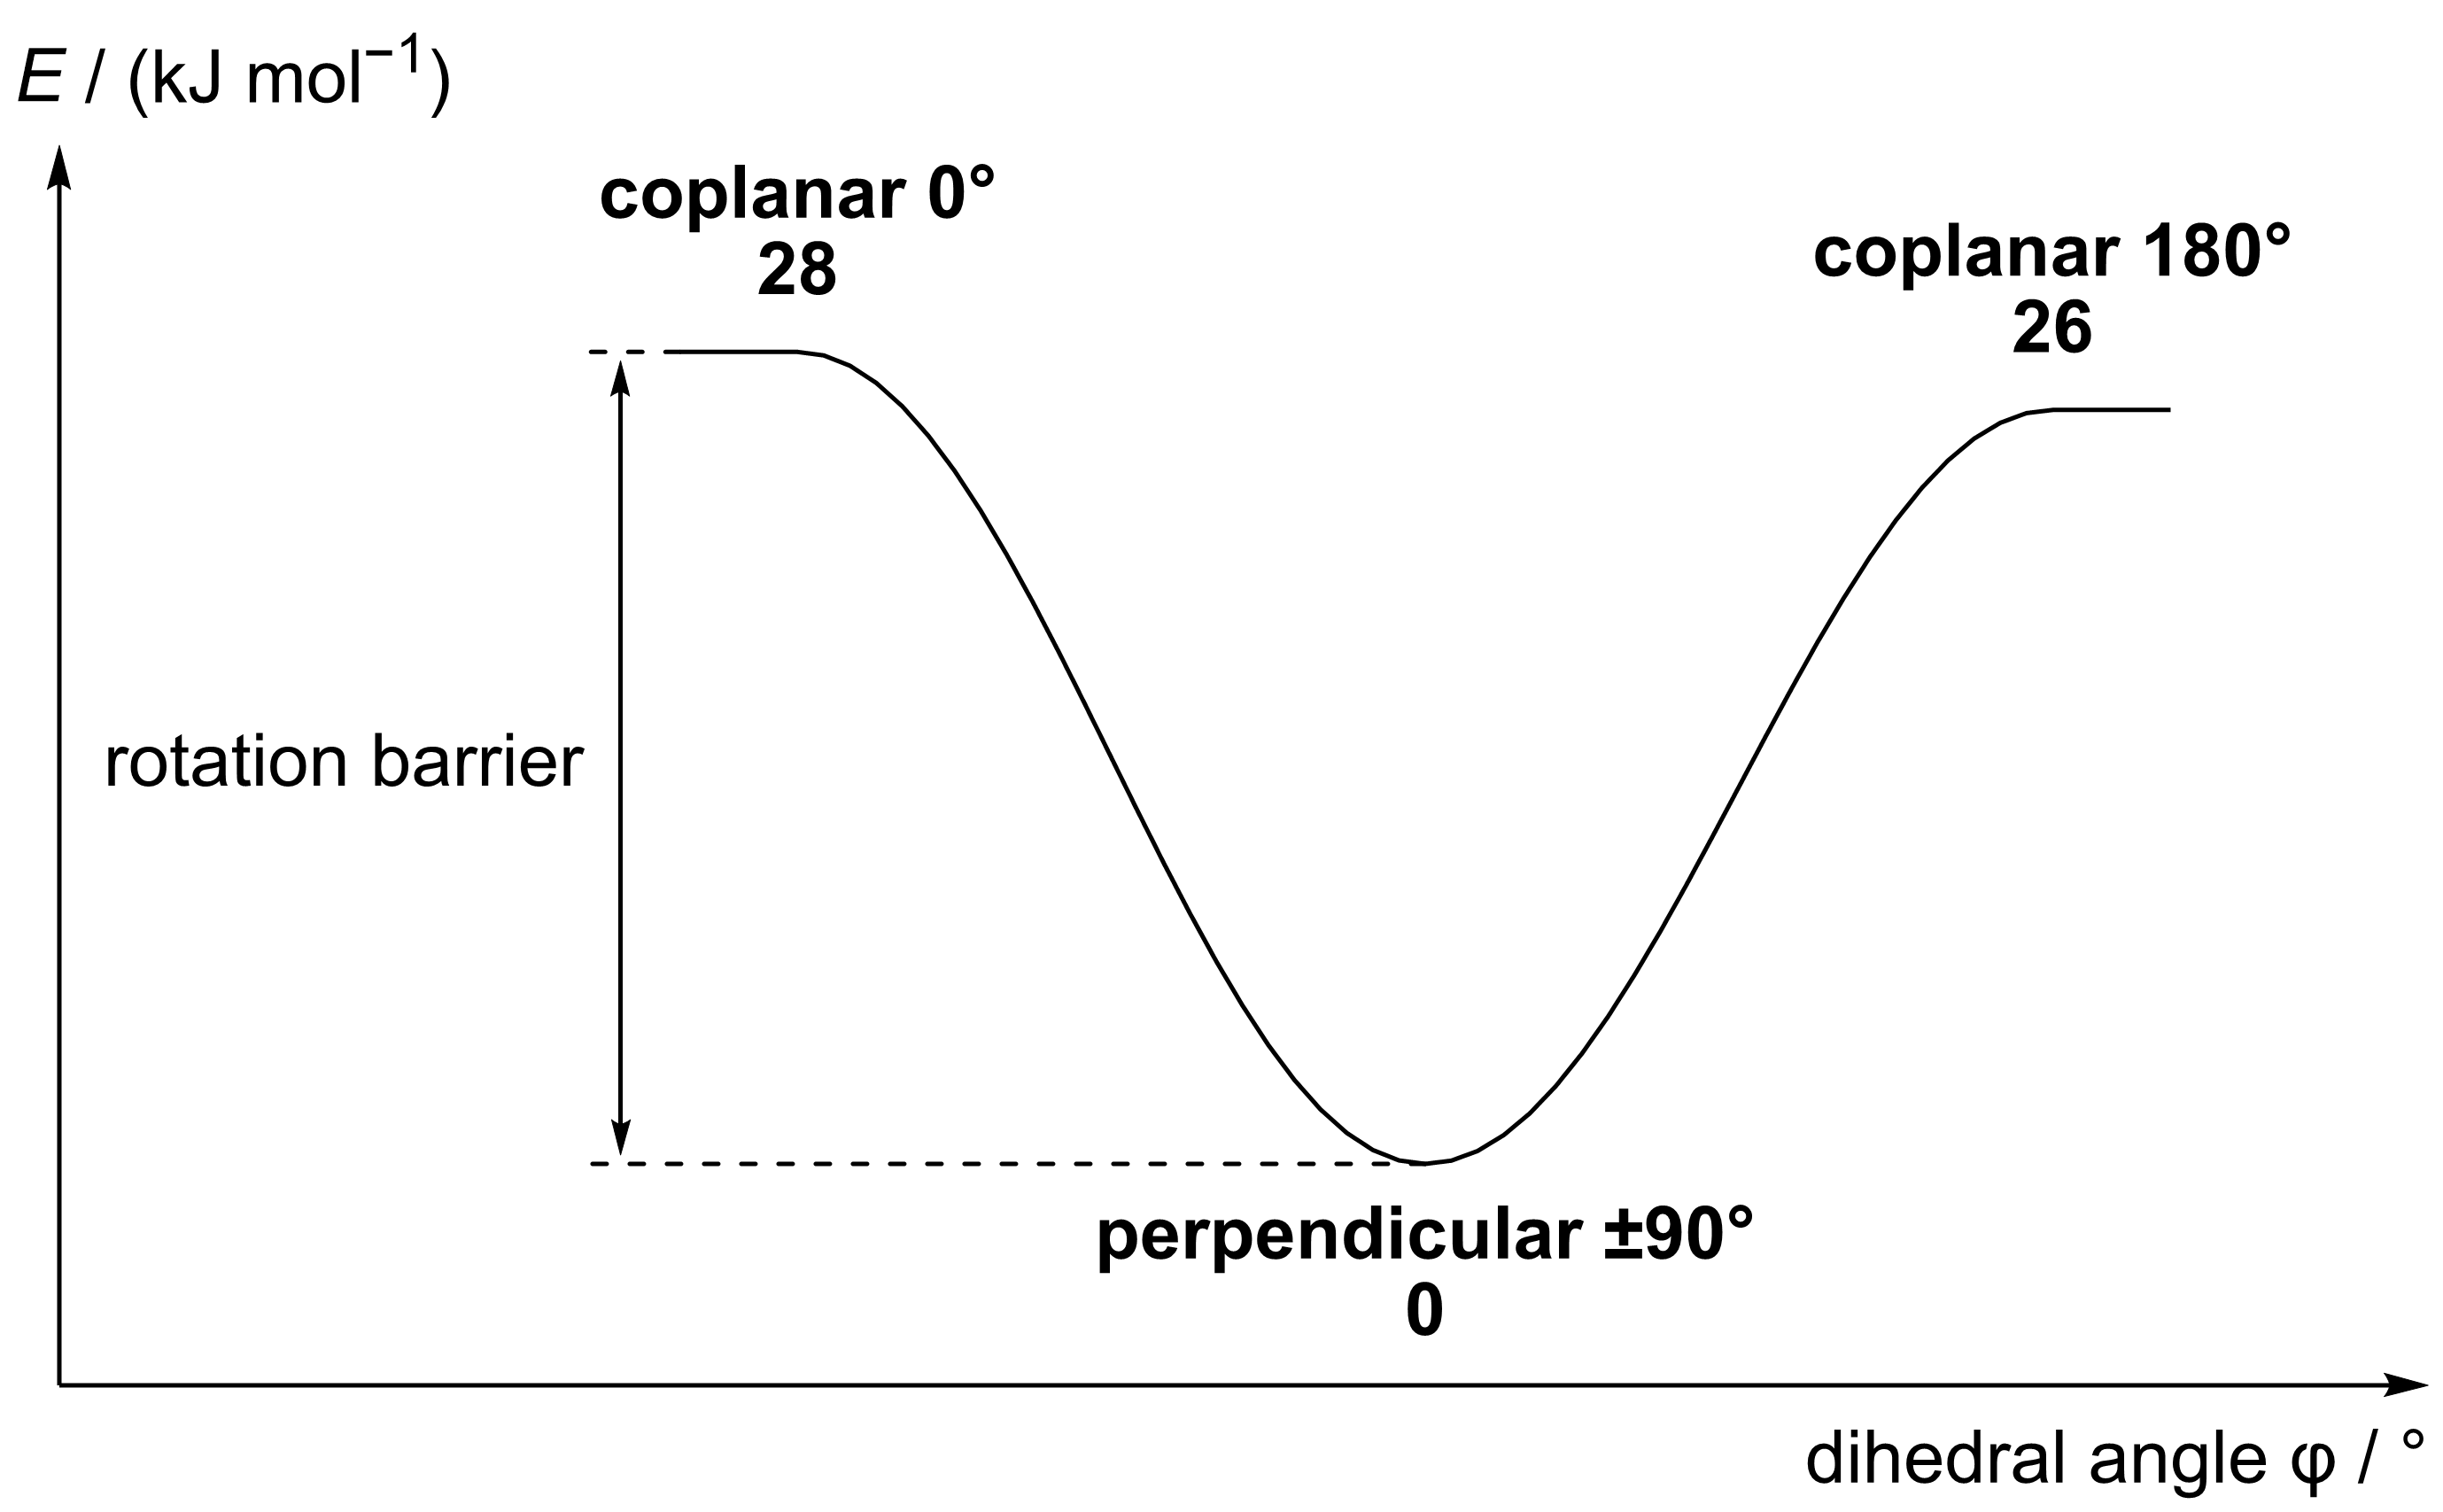 E / (kJ mol⁻¹)
coplanar 0°
28
coplanar 180°
26
rotation barrier
perpendicular ±90°
0
dihedral angle φ / °